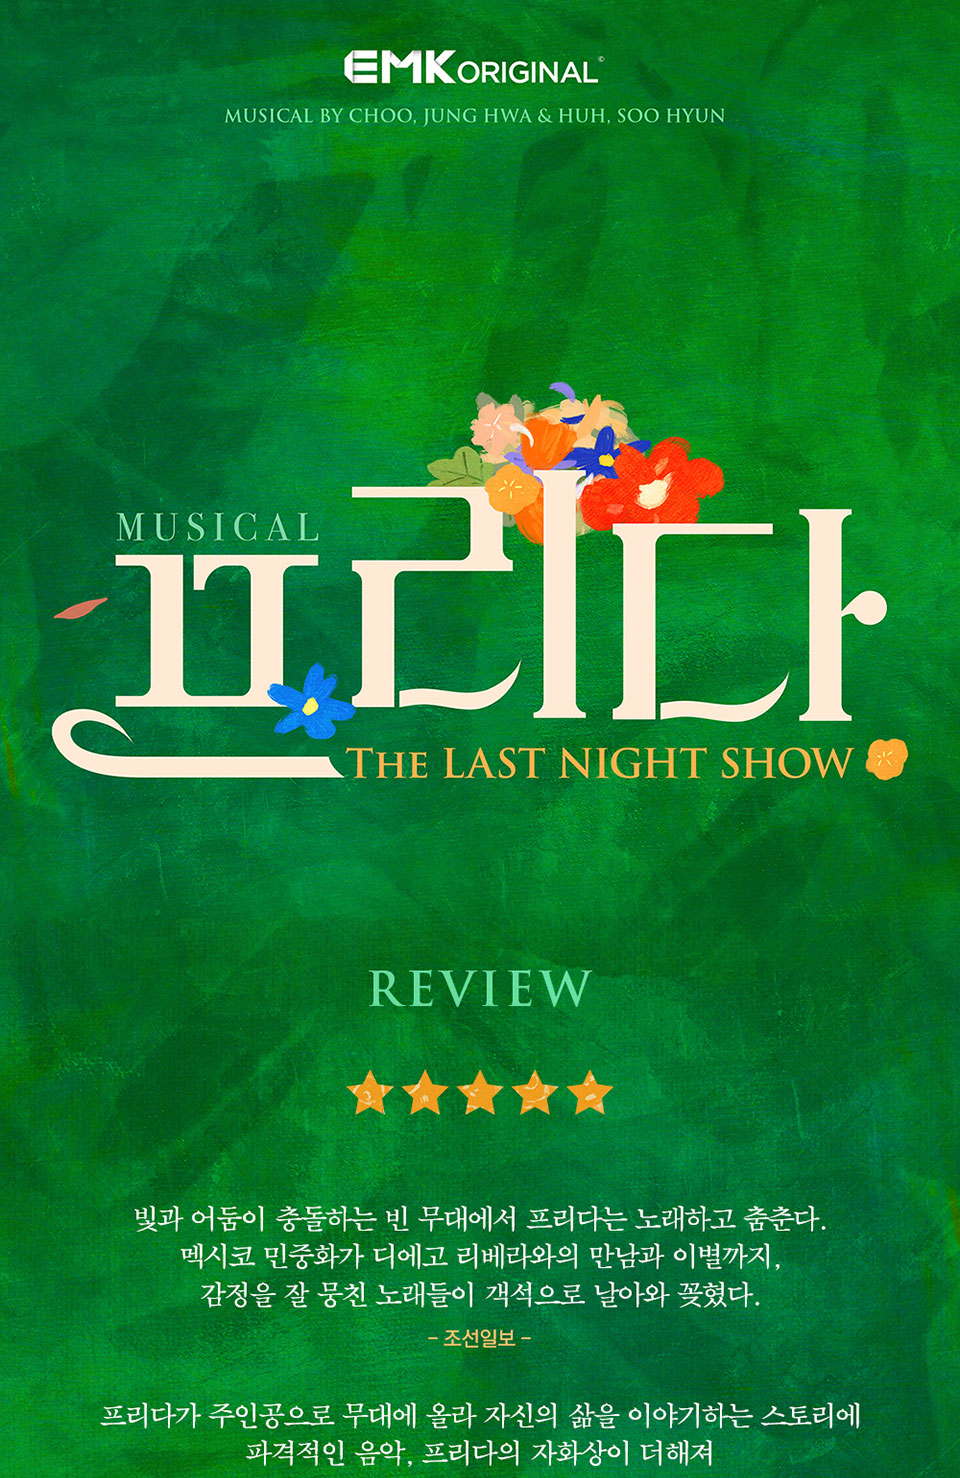 EMK ORIGINAL©
MUSICAL BY CHOO, JUNG HWA & HUH, SOO HYUN
MUSICAL
프리다
THE LAST NIGHT SHOW
REVIEW
빛과 어둠이 충돌하는 빈 무대에서 프리다는 노래하고 춤춘다.
멕시코 민중화가 디에고 리베라와의 만남과 이별까지,
감정을 잘 뭉친 노래들이 객석으로 날아와 꽂혔다.
- 조선일보 -
프리다가 주인공으로 무대에 올라 자신의 삶을 이야기하는 스토리에
파격적인 음악, 프리다의 자화상이 더해져